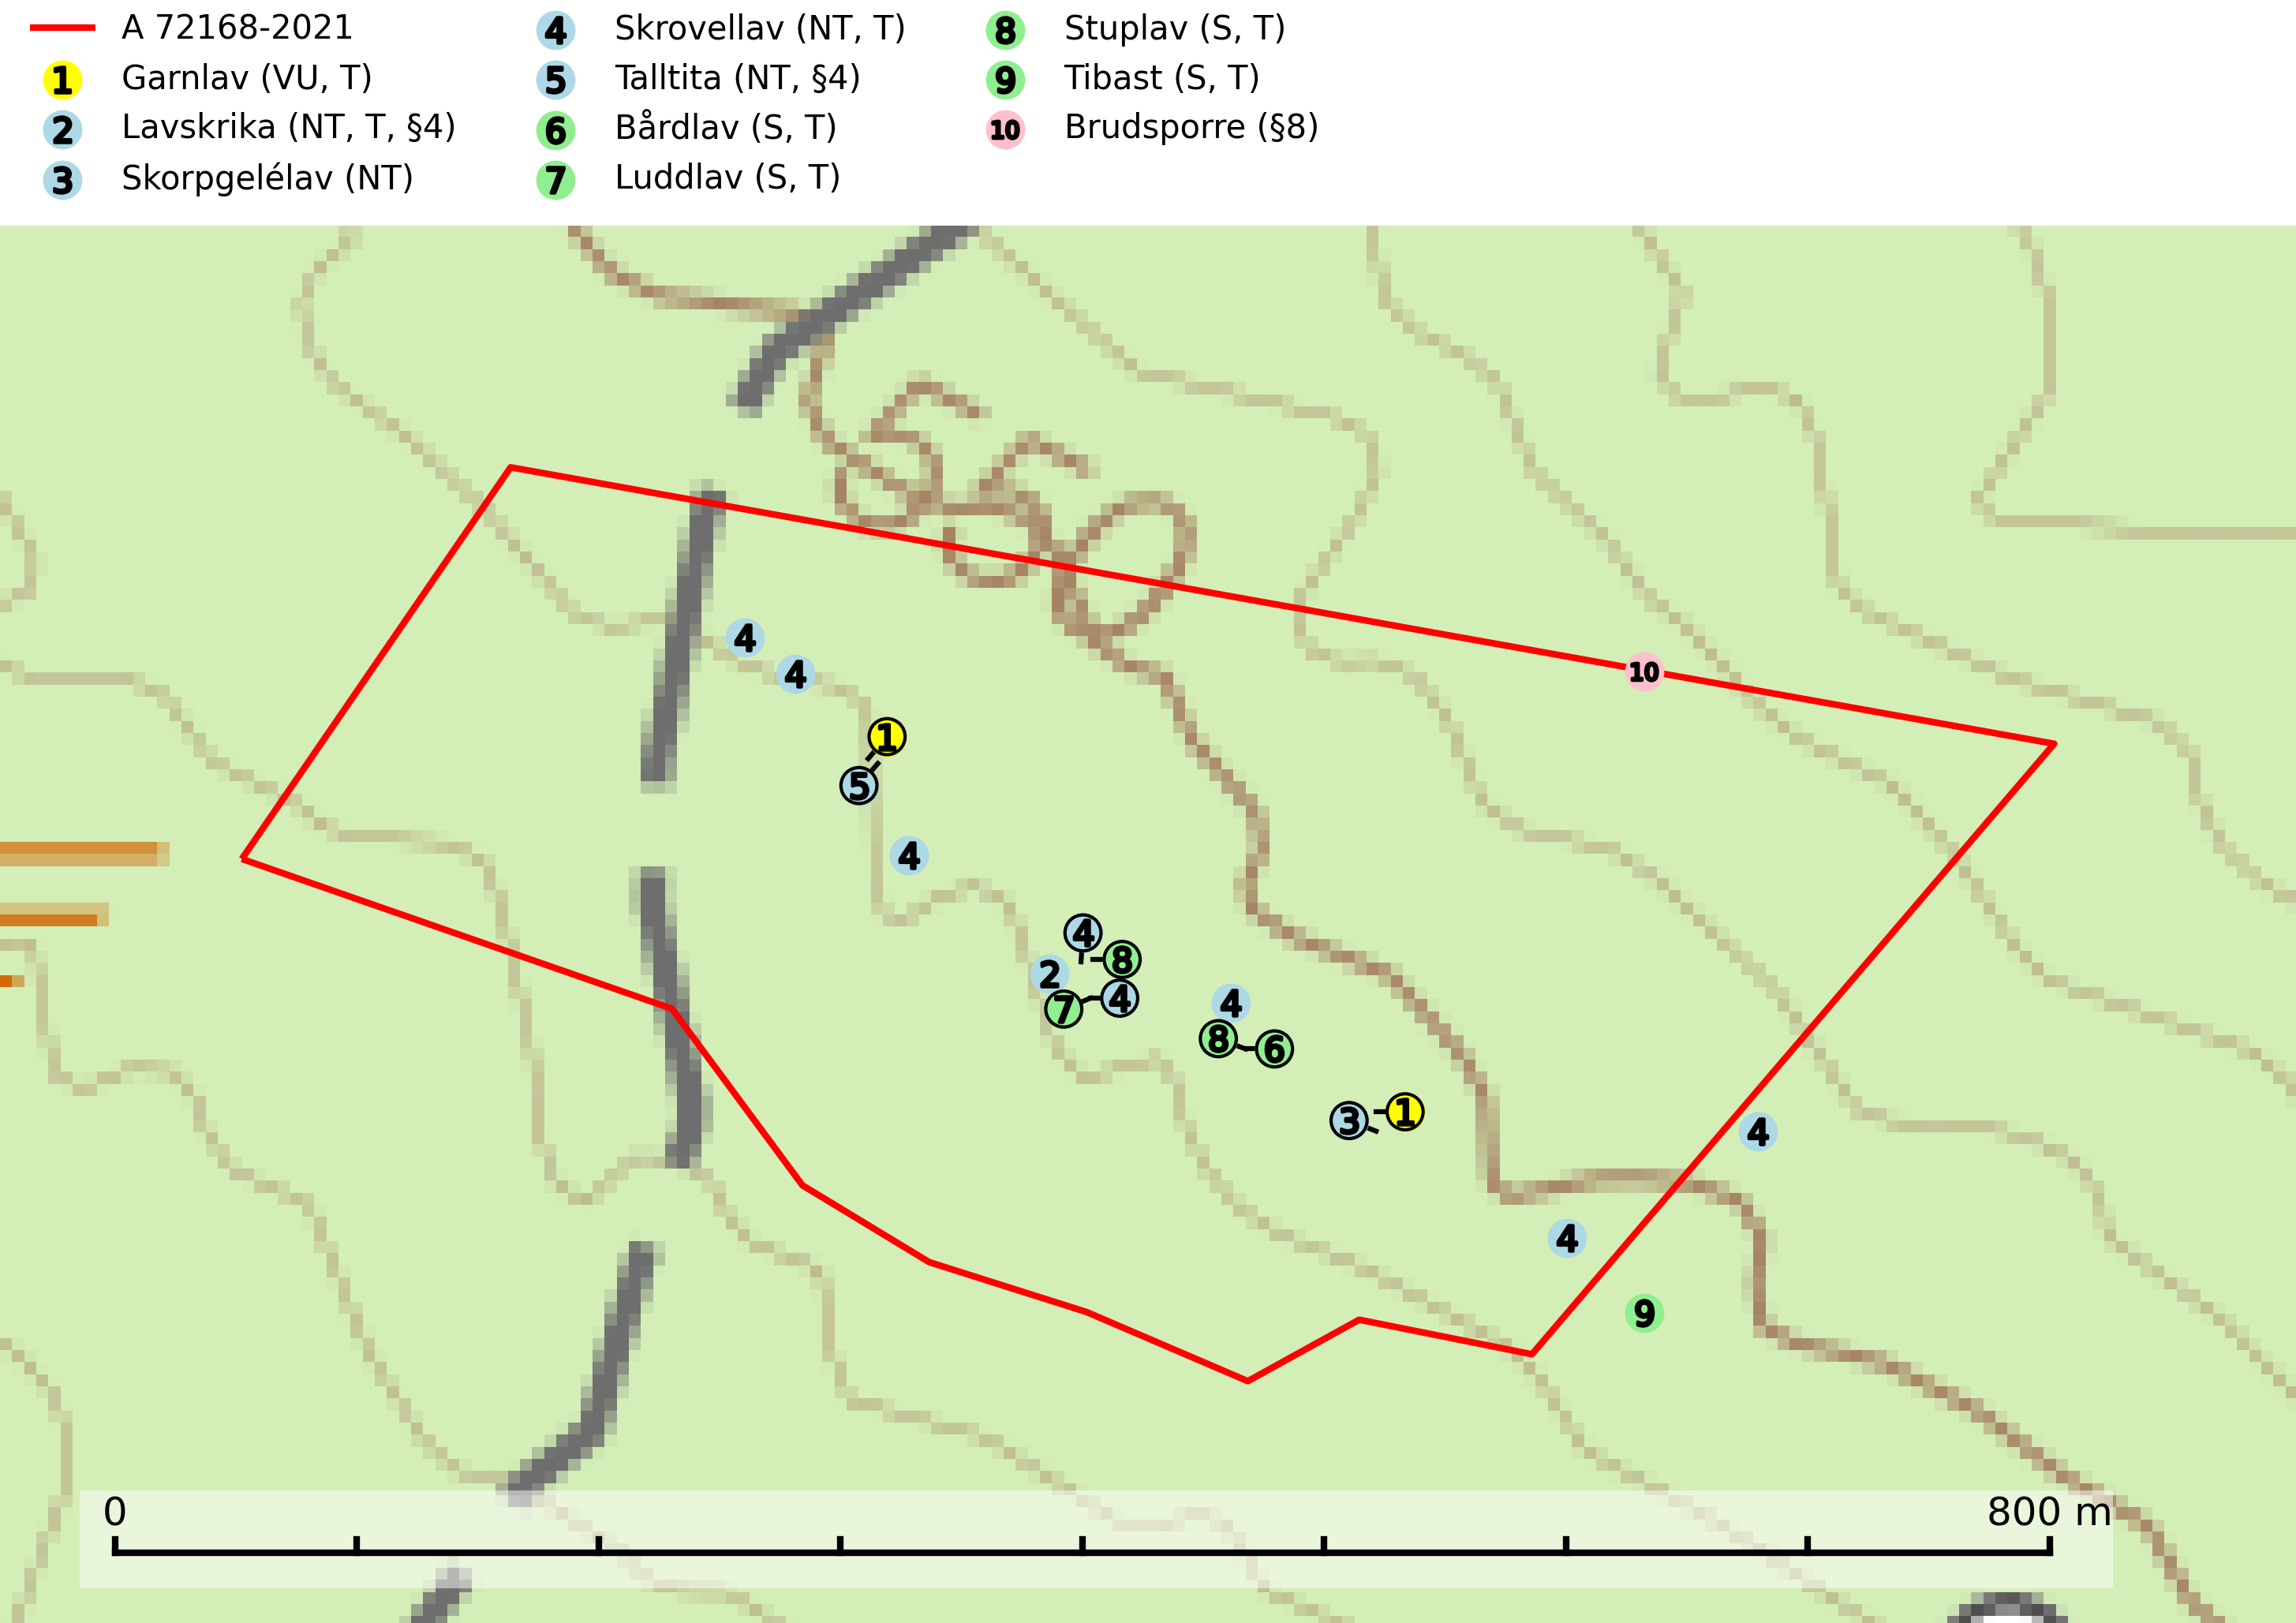 A 72168-2021
1 Garnlav (VU, T)
2 Lavskrika (NT, T, §4)
3 Skorpgelélav (NT)
4 Skrovellav (NT, T)
5 Talltita (NT, §4)
6 Bårdlav (S, T)
7 Luddlav (S, T)
8 Stuplav (S, T)
9 Tibast (S, T)
10 Brudsporre (§8)
560
4
4
10
1
5
4
4
8
2
7 4
4
8 6
3 1
4
4
9
0 800 m